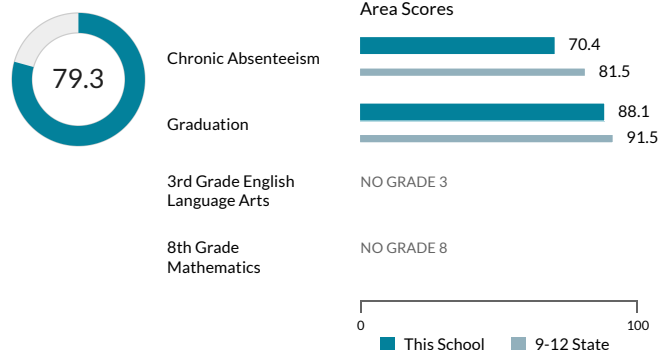 Area Scores
79.3
Chronic Absenteeism
70.4
81.5
Graduation
88.1
91.5
3rd Grade English
Language Arts
NO GRADE 3
8th Grade
Mathematics
NO GRADE 8
0
100
This School
9-12 State